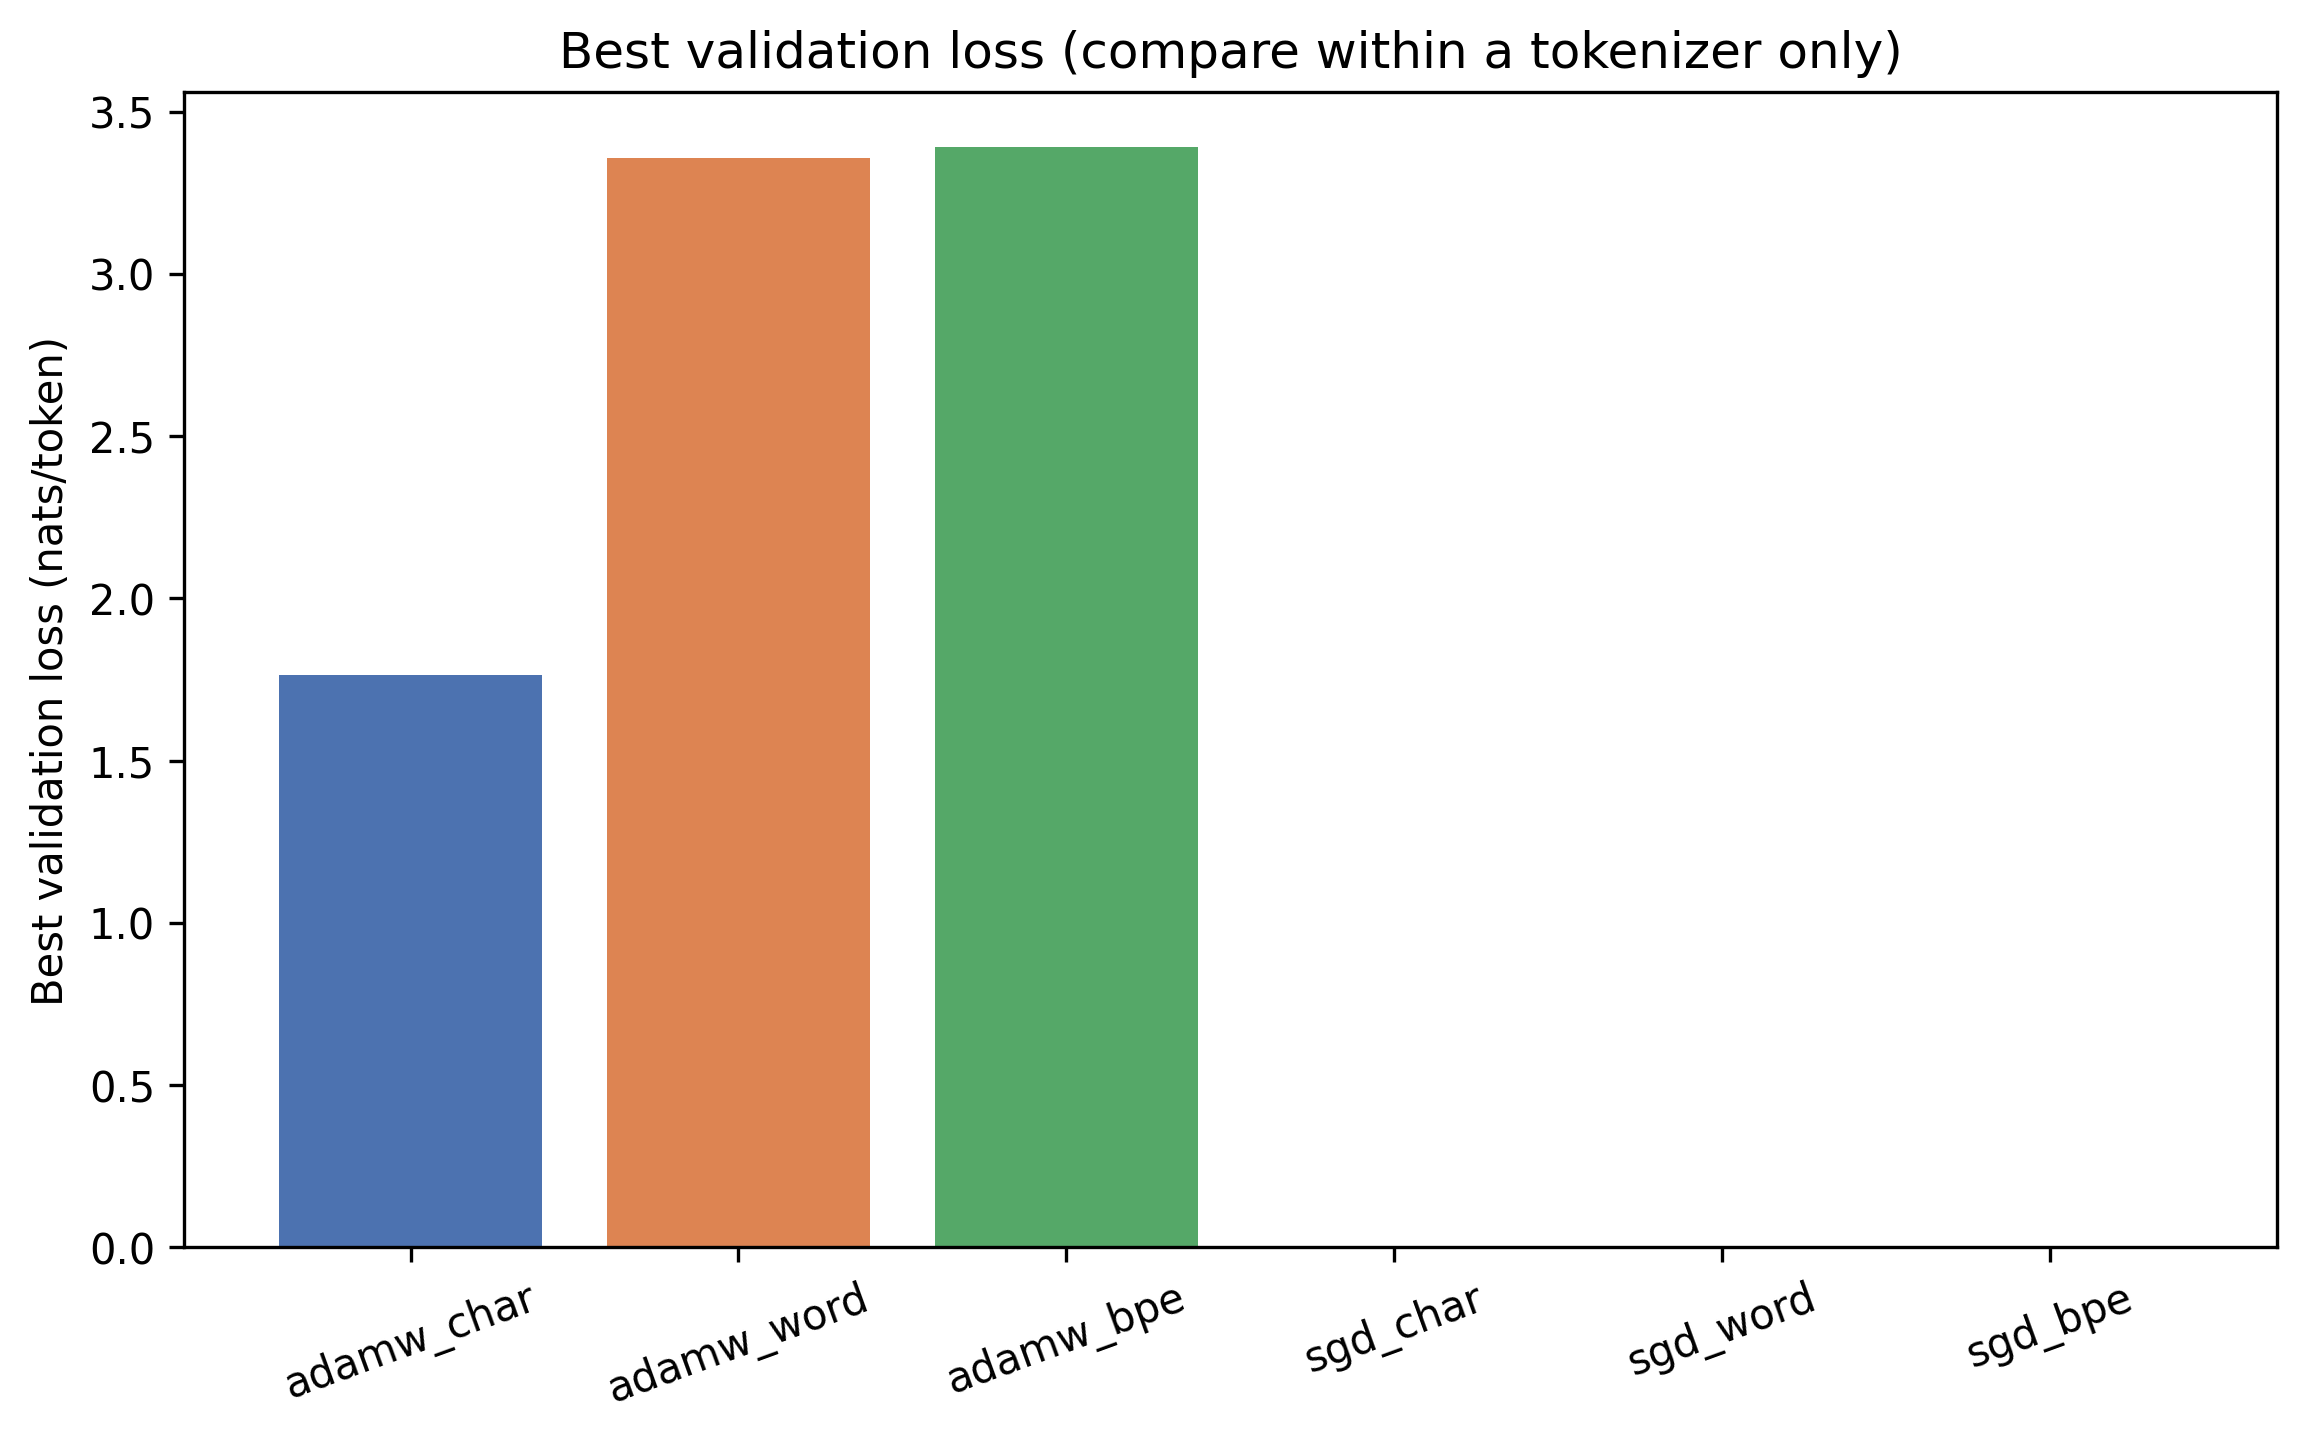 Best validation loss (compare within a tokenizer only)
Best validation loss (nats/token)
3.5
3.0
2.5
2.0
1.5
1.0
0.5
0.0
adamw_char
adamw_word
adamw_bpe
sgd_char
sgd_word
sgd_bpe